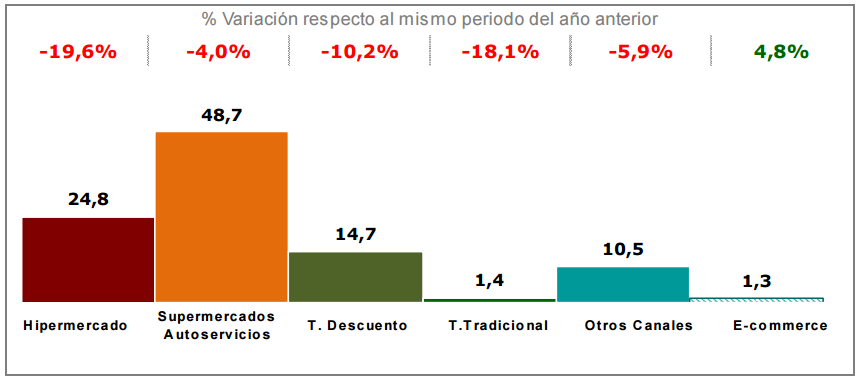 % Variación respecto al mismo periodo del año anterior
-19,6% -4,0% -10,2% -18,1% -5,9% 4,8%
24,8 48,7 14,7 1,4 10,5 1,3
Hipermercado
Supermercados
Autoservicios
T. Descuento
T.Tradicional
Otros Canales
E-commerce